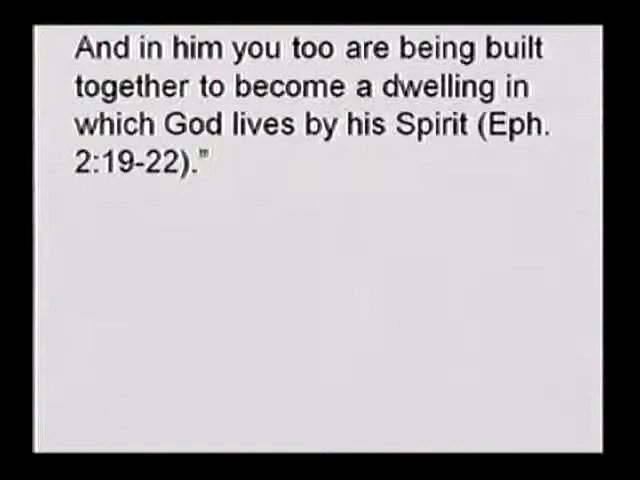 And in him you too are being built
together to become a dwelling in
which God lives by his Spirit (Eph.
2:19-22)."